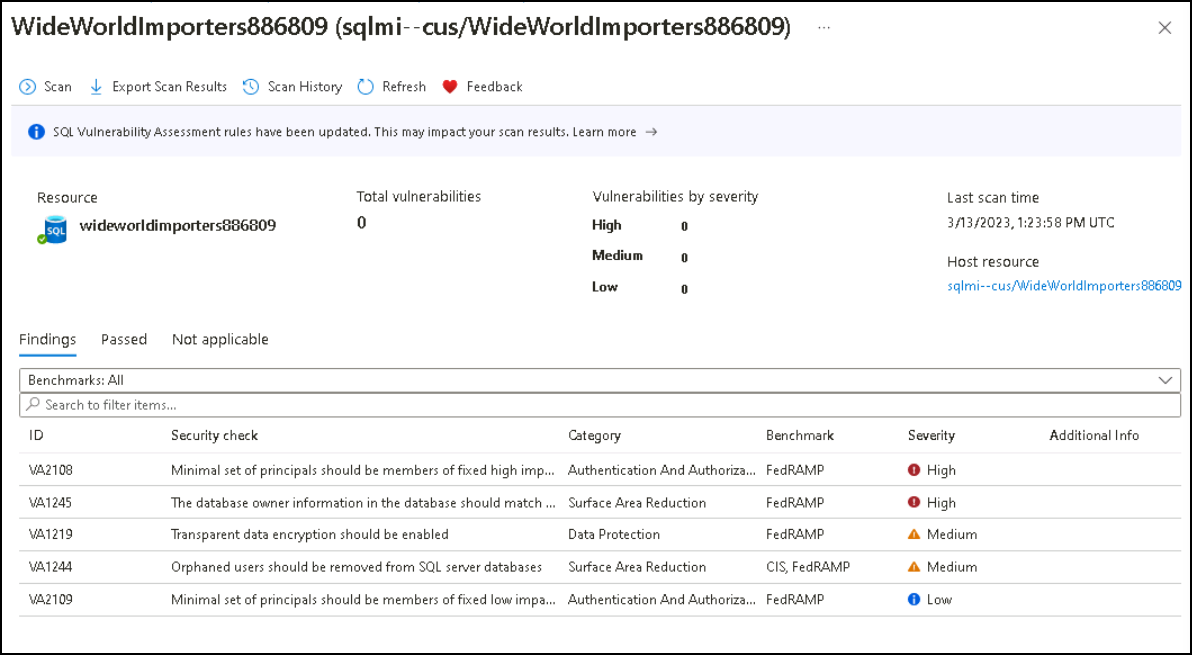 WideWorldImporters886809 (sqlmi--cus/WideWorldImporters886809) ...
Scan Export Scan Results Scan History Refresh Feedback
SQL Vulnerability Assessment rules have been updated. This may impact your scan results. Learn more →
Resource Total vulnerabilities Vulnerabilities by severity Last scan time
SQL wideworldimporters886809 0 High 0 3/13/2023, 1:23:58 PM UTC
Medium 0 Host resource
Low 0 sqlmi--cus/WideWorldImporters886809
Findings Passed Not applicable
Benchmarks: All
Search to filter items...
ID Security check Category Benchmark Severity Additional Info
VA2108 Minimal set of principals should be members of fixed high imp... Authentication And Authoriza... FedRAMP High
VA1245 The database owner information in the database should match ... Surface Area Reduction FedRAMP High
VA1219 Transparent data encryption should be enabled Data Protection FedRAMP Medium
VA1244 Orphaned users should be removed from SQL server databases Surface Area Reduction CIS, FedRAMP Medium
VA2109 Minimal set of principals should be members of fixed low impa... Authentication And Authoriza... FedRAMP Low